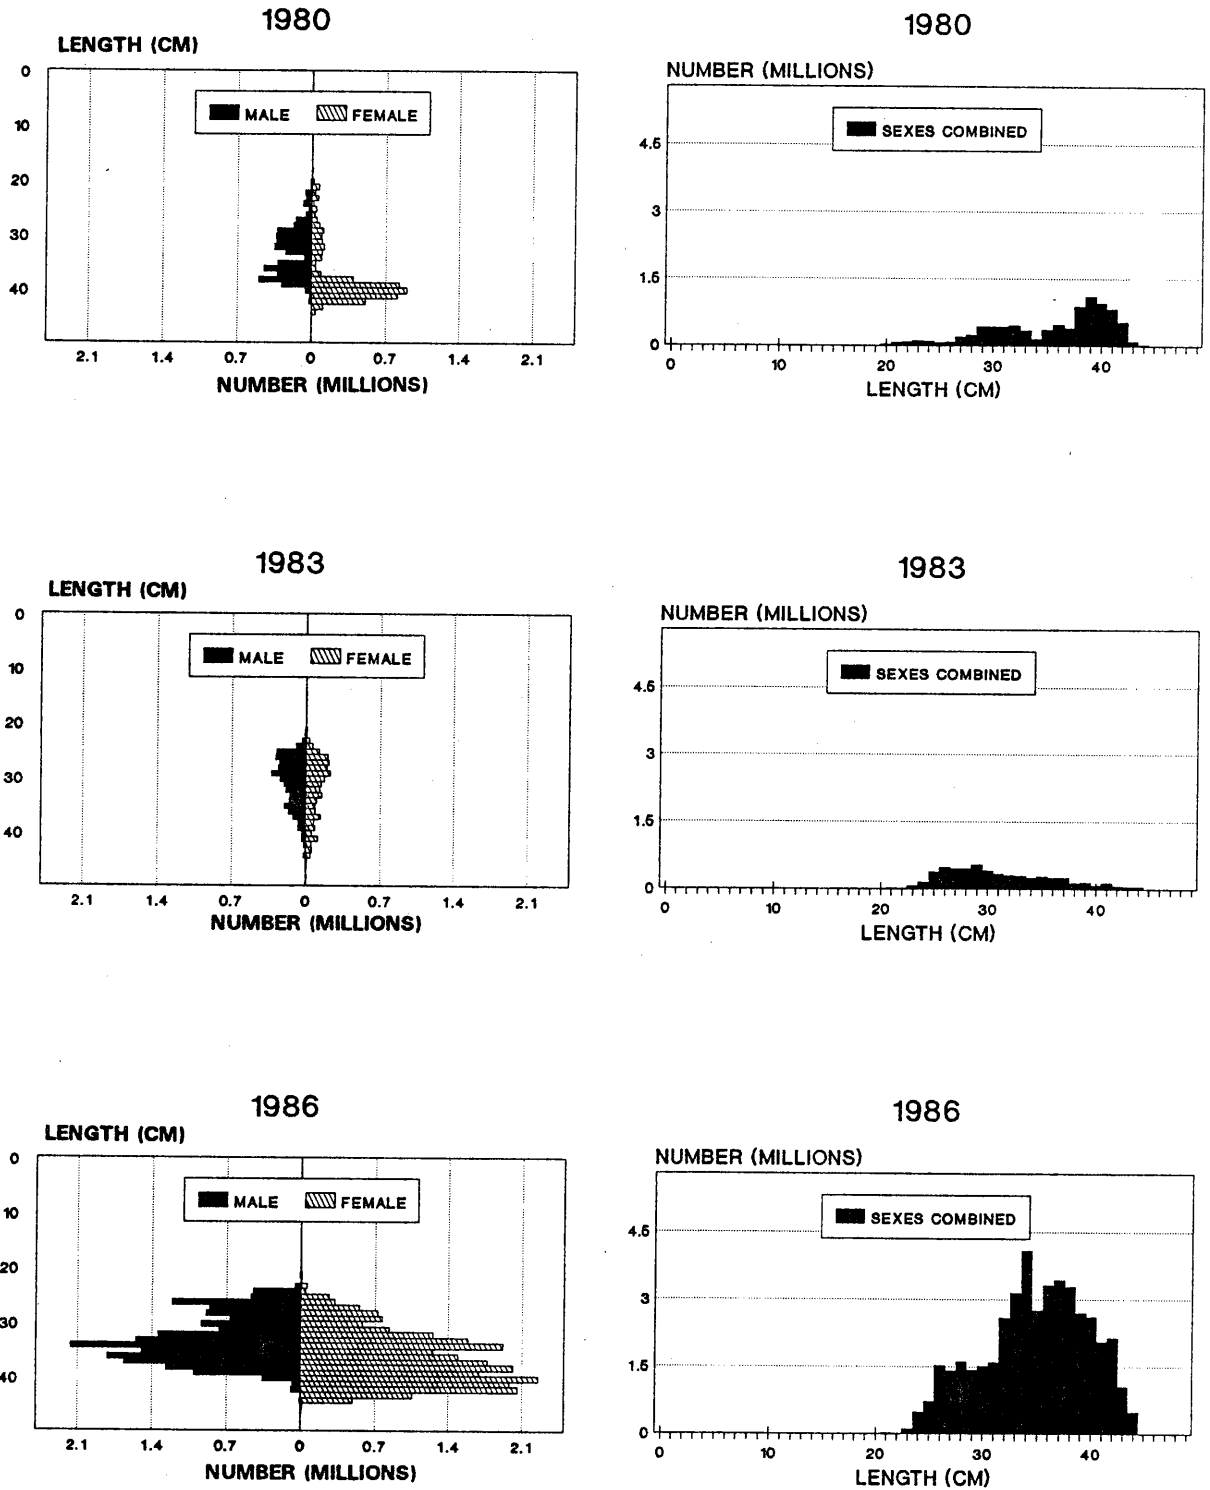 1980
LENGTH (CM)
0
MALE FEMALE
10
20
30
40
2.1 1.4 0.7 0 0.7 1.4 2.1
NUMBER (MILLIONS)
1980
NUMBER (MILLIONS)
SEXES COMBINED
4.5
3
1.5
0
0 10 20 30 40
LENGTH (CM)
1983
LENGTH (CM)
0
MALE FEMALE
10
20
30
40
2.1 1.4 0.7 0 0.7 1.4 2.1
NUMBER (MILLIONS)
1983
NUMBER (MILLIONS)
SEXES COMBINED
4.5
3
1.5
0
0 10 20 30 40
LENGTH (CM)
1986
LENGTH (CM)
0
MALE FEMALE
10
20
30
40
2.1 1.4 0.7 0 0.7 1.4 2.1
NUMBER (MILLIONS)
1986
NUMBER (MILLIONS)
SEXES COMBINED
4.5
3
1.5
0
0 10 20 30 40
LENGTH (CM)